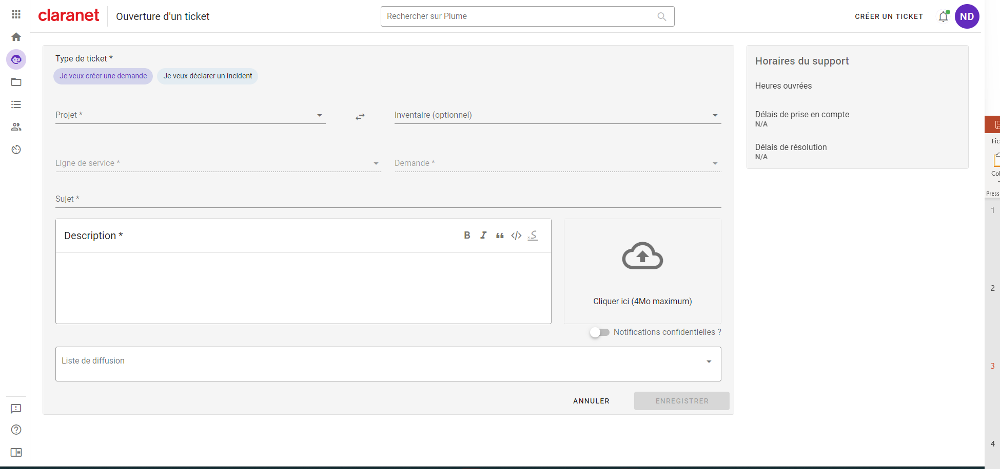 claranet
Ouverture d'un ticket
Rechercher sur Plume
CRÉER UN TICKET
ND
Type de ticket *
Je veux créer une demande
Je veux déclarer un incident
Projet *
Inventaire (optionnel)
Ligne de service *
Demande *
Sujet *
Description *
Cliquer ici (4Mo maximum)
Notifications confidentielles ?
Liste de diffusion
ANNULER
ENREGISTRER
Horaires du support
Heures ouvrées
Délais de prise en compte
N/A
Délais de résolution
N/A
Fic
Col
Press
1
2
3
4